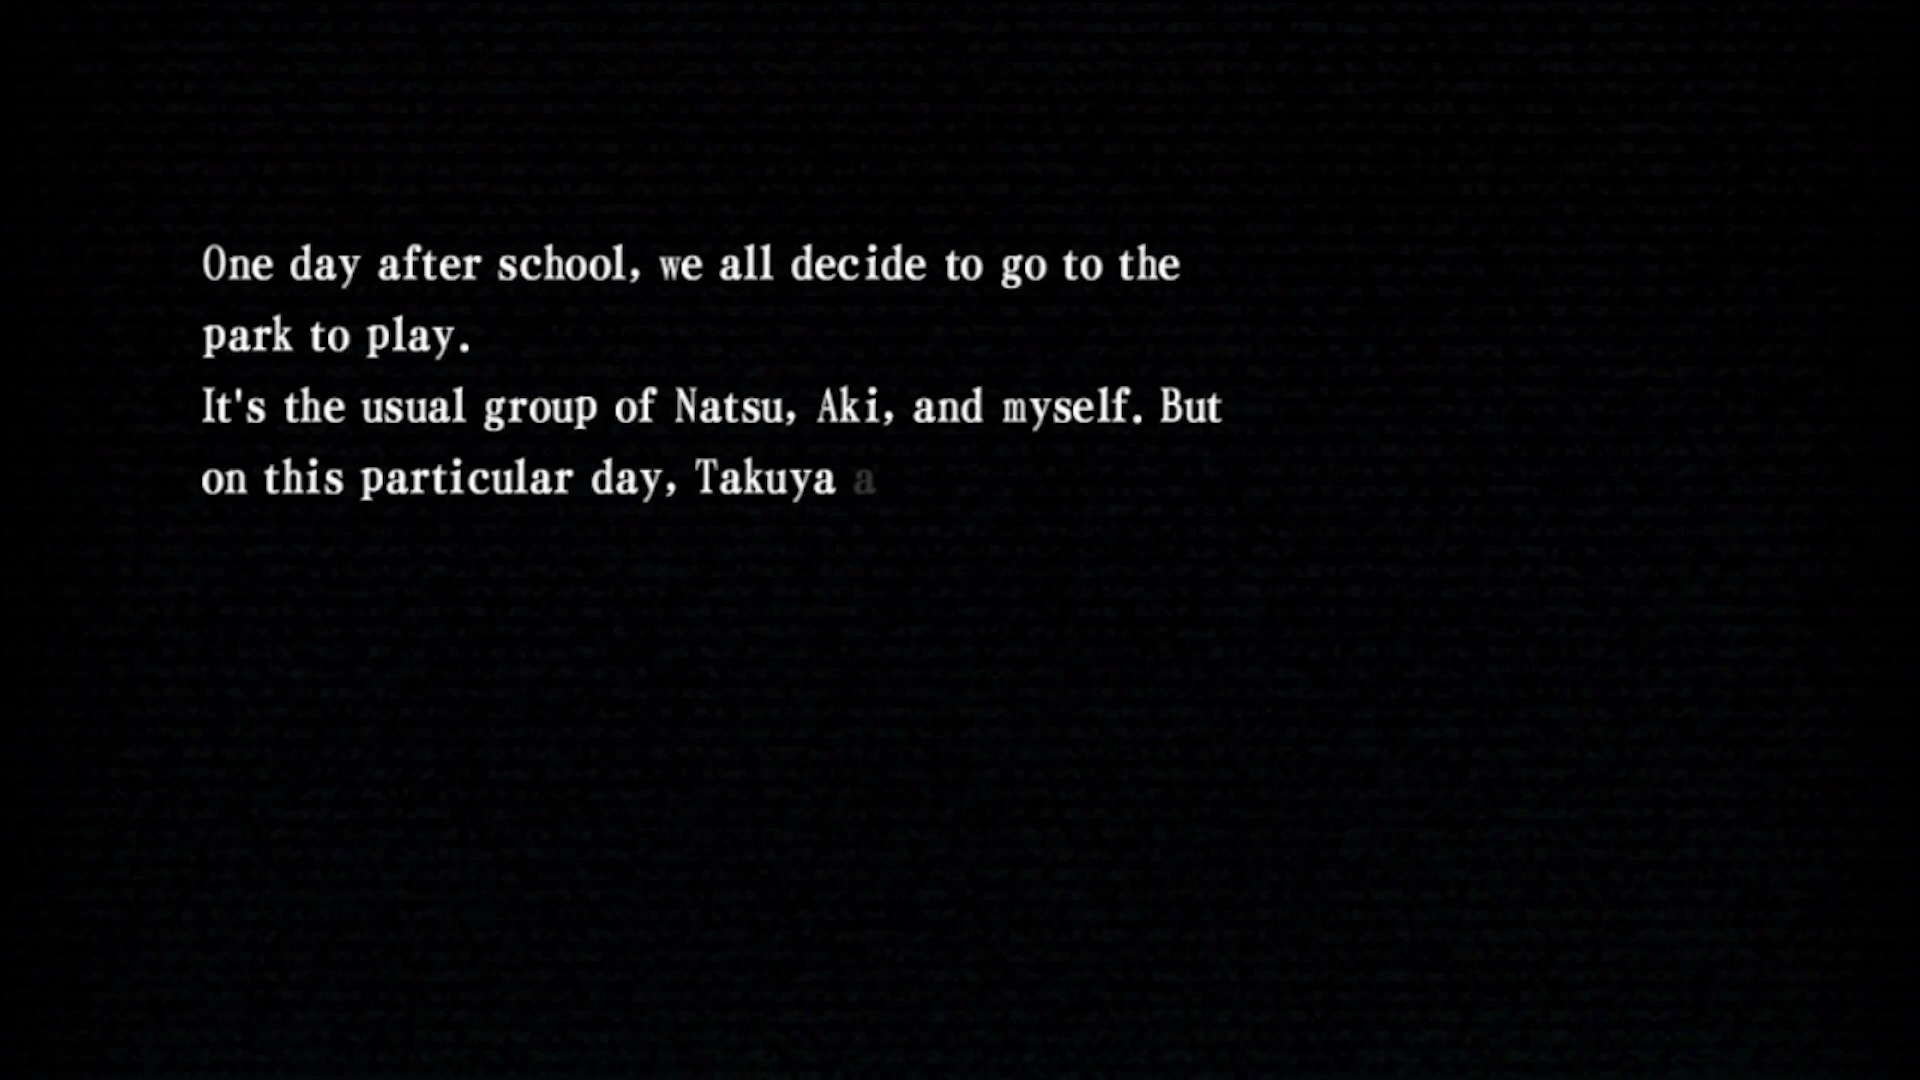 One day after school, we all decide to go to the
park to play.
It's the usual group of Natsu, Aki, and myself. But
on this particular day, Takuya a